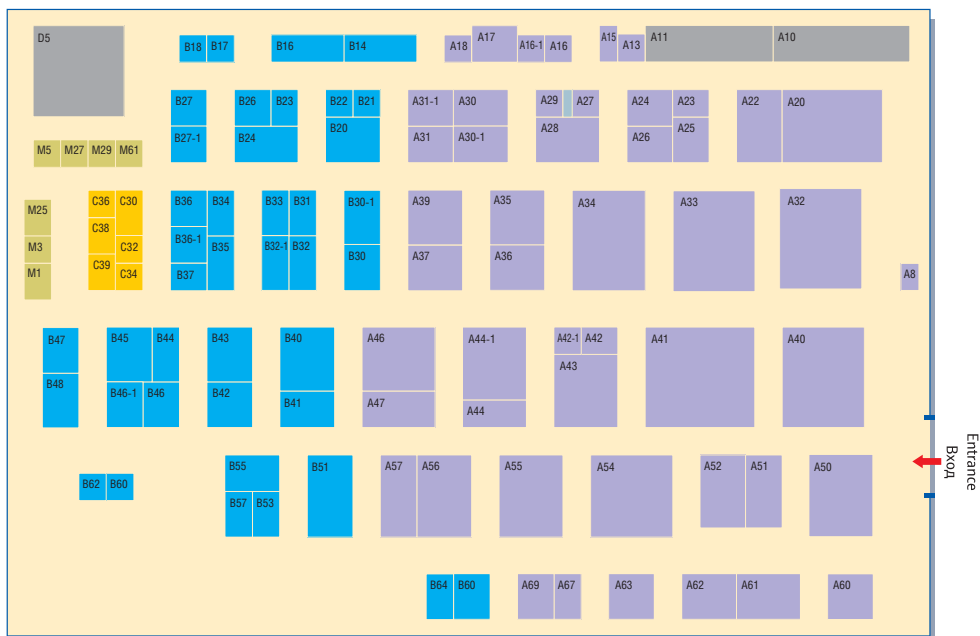 D5
B18 B17 B16 B14 A18 A17 A16-1 A16 A15 A13 A11 A10
B27 B26 B23 B22 B21 A31-1 A30 A29 A27 A24 A23 A22 A20
B27-1 B24 B20 A31 A30-1 A28 A26 A25
M5 M27 M29 M61
M25 C36 C30 B36 B34 B33 B31 B30-1 A39 A35 A34 A33 A32
M3 C38 C32 B36-1 B35 B32-1 B32 B30 A37 A36
M1 C39 C34 B37 A8
B47 B45 B44 B43 B40 A46 A44-1 A42-1 A42 A41 A40
B48 B46-1 B46 B42 B41 A47 A44 A43
B62 B60 B55 B51 A57 A56 A55 A54 A52 A51 A50
B57 B53
B64 B60 A69 A67 A63 A62 A61 A60
Entrance
Вход